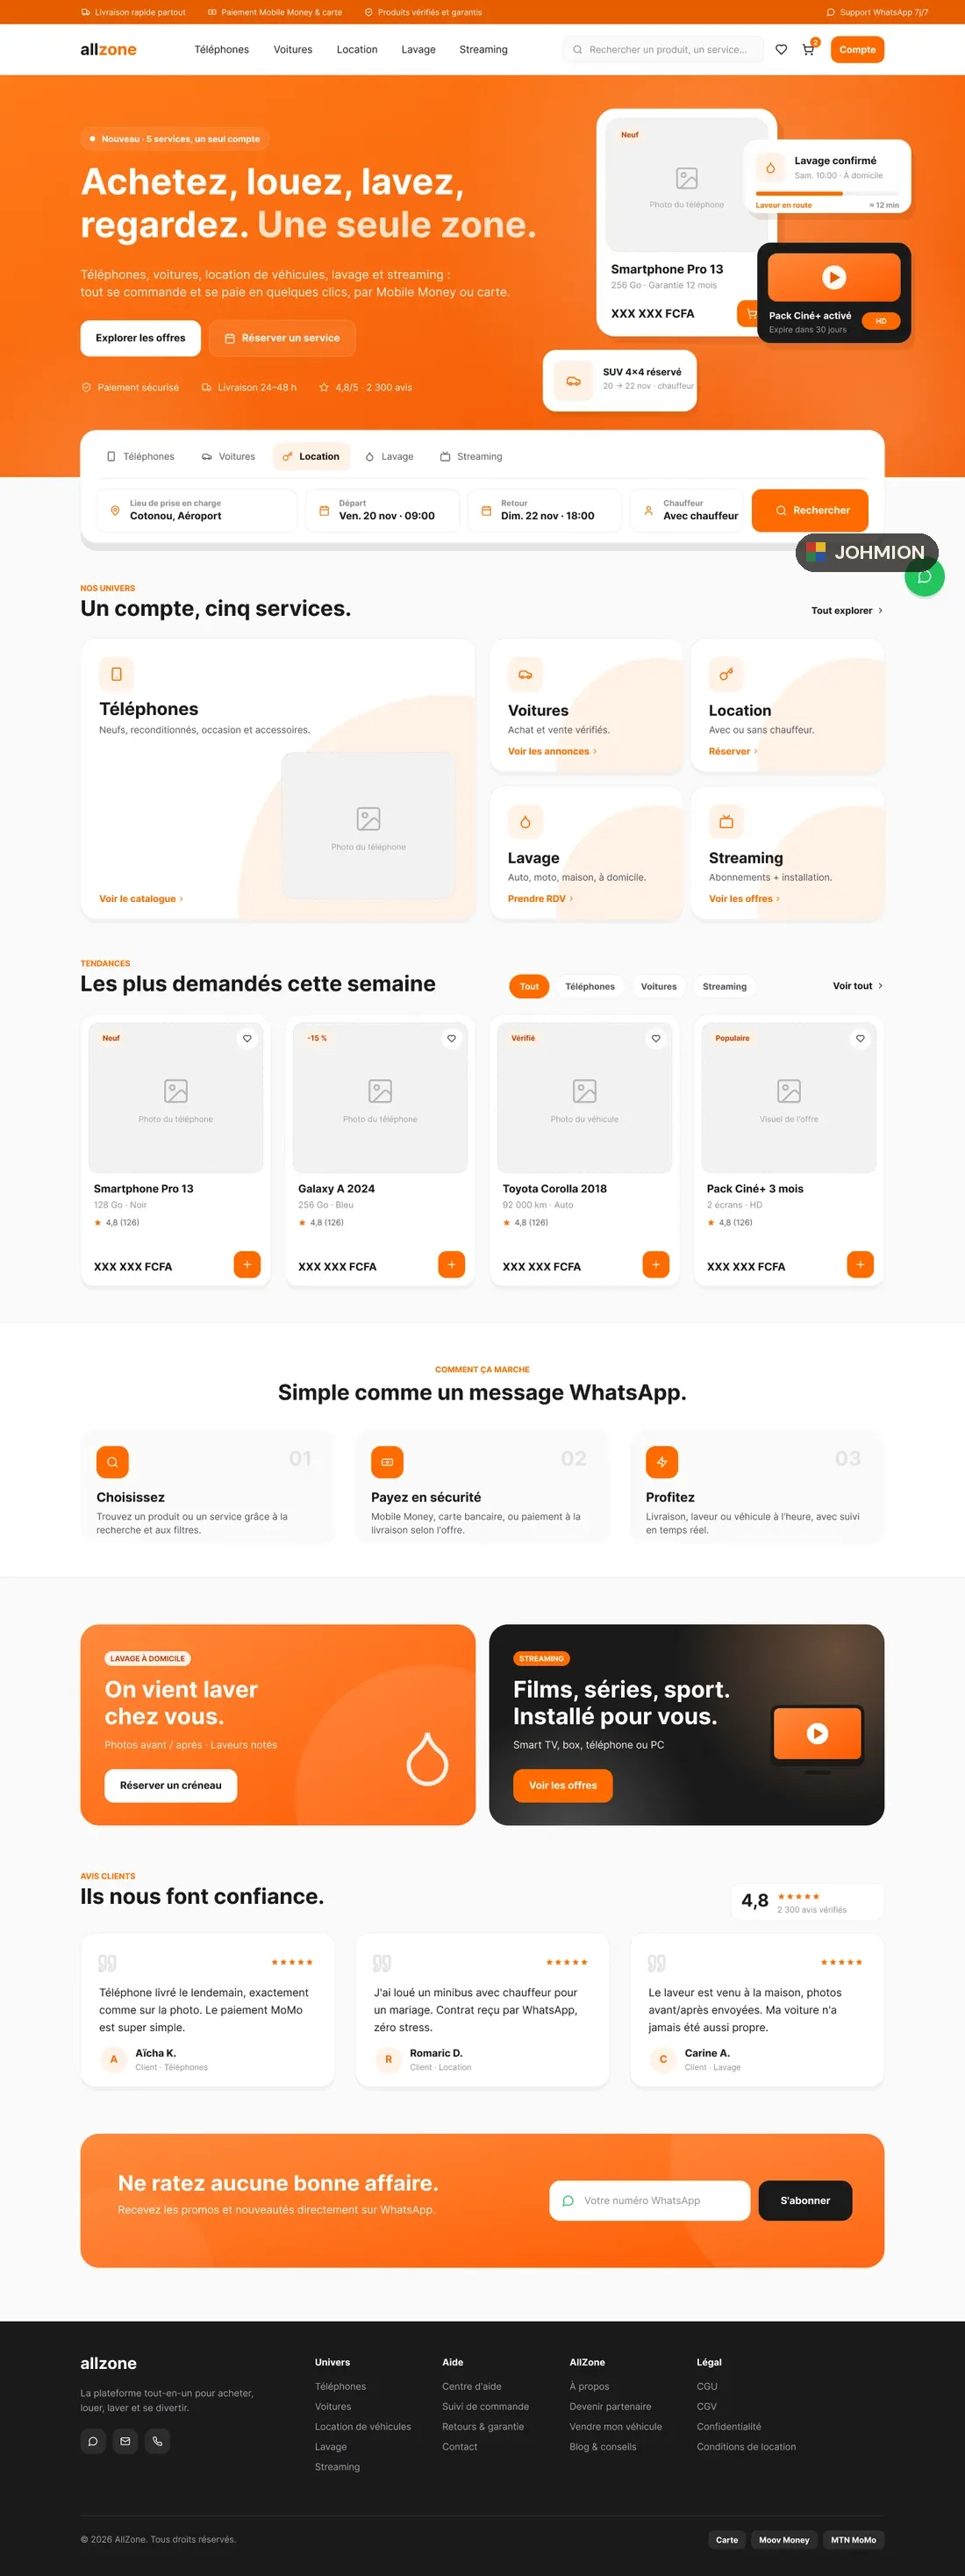 Livraison rapide partout
Paiement Mobile Money & carte
Produits vérifiés et garantis
Support WhatsApp 7j/7
allzone
Téléphones
Voitures
Location
Lavage
Streaming
Rechercher un produit, un service...
2
Compte
Nouveau · 5 services, un seul compte
Achetez, louez, lavez,
regardez. Une seule zone.
Téléphones, voitures, location de véhicules, lavage et streaming :
tout se commande et se paie en quelques clics, par Mobile Money ou carte.
Explorer les offres
Réserver un service
Paiement sécurisé
Livraison 24–48 h
4,8/5 · 2 300 avis
Neuf
Photo du téléphone
Smartphone Pro 13
256 Go · Garantie 12 mois
XXX XXX FCFA
Lavage confirmé
Sam. 10:00 · À domicile
Laveur en route
≈ 12 min
Pack Ciné+ activé
Expire dans 30 jours
HD
SUV 4×4 réservé
20 → 22 nov · chauffeur
Téléphones
Voitures
Location
Lavage
Streaming
Lieu de prise en charge
Cotonou, Aéroport
Départ
Ven. 20 nov · 09:00
Retour
Dim. 22 nov · 18:00
Chauffeur
Avec chauffeur
Rechercher
JOHMION
NOS UNIVERS
Un compte, cinq services.
Tout explorer
Téléphones
Neufs, reconditionnés, occasion et accessoires.
Photo du téléphone
Voir le catalogue
Voitures
Achat et vente vérifiés.
Voir les annonces
Location
Avec ou sans chauffeur.
Réserver
Lavage
Auto, moto, maison, à domicile.
Prendre RDV
Streaming
Abonnements + installation.
Voir les offres
TENDANCES
Les plus demandés cette semaine
Tout
Téléphones
Voitures
Streaming
Voir tout
Neuf
Photo du téléphone
Smartphone Pro 13
128 Go · Noir
4,8 (126)
XXX XXX FCFA
-15 %
Photo du téléphone
Galaxy A 2024
256 Go · Bleu
4,8 (126)
XXX XXX FCFA
Vérifié
Photo du véhicule
Toyota Corolla 2018
92 000 km · Auto
4,8 (126)
XXX XXX FCFA
Populaire
Visuel de l'offre
Pack Ciné+ 3 mois
2 écrans · HD
4,8 (126)
XXX XXX FCFA
COMMENT ÇA MARCHE
Simple comme un message WhatsApp.
01
Choisissez
Trouvez un produit ou un service grâce à la
recherche et aux filtres.
02
Payez en sécurité
Mobile Money, carte bancaire, ou paiement à la
livraison selon l'offre.
03
Profitez
Livraison, laveur ou véhicule à l'heure, avec suivi
en temps réel.
LAVAGE À DOMICILE
On vient laver
chez vous.
Photos avant / après · Laveurs notés
Réserver un créneau
STREAMING
Films, séries, sport.
Installé pour vous.
Smart TV, box, téléphone ou PC
Voir les offres
AVIS CLIENTS
Ils nous font confiance.
4,8
2 300 avis vérifiés
Téléphone livré le lendemain, exactement
comme sur la photo. Le paiement MoMo
est super simple.
A
Aïcha K.
Client · Téléphones
J'ai loué un minibus avec chauffeur pour
un mariage. Contrat reçu par WhatsApp,
zéro stress.
R
Romaric D.
Client · Location
Le laveur est venu à la maison, photos
avant/après envoyées. Ma voiture n'a
jamais été aussi propre.
C
Carine A.
Client · Lavage
Ne ratez aucune bonne affaire.
Recevez les promos et nouveautés directement sur WhatsApp.
Votre numéro WhatsApp
S'abonner
allzone
La plateforme tout-en-un pour acheter,
louer, laver et se divertir.
Univers
Téléphones
Voitures
Location de véhicules
Lavage
Streaming
Aide
Centre d'aide
Suivi de commande
Retours & garantie
Contact
AllZone
À propos
Devenir partenaire
Vendre mon véhicule
Blog & conseils
Légal
CGU
CGV
Confidentialité
Conditions de location
© 2026 AllZone. Tous droits réservés.
Carte
Moov Money
MTN MoMo